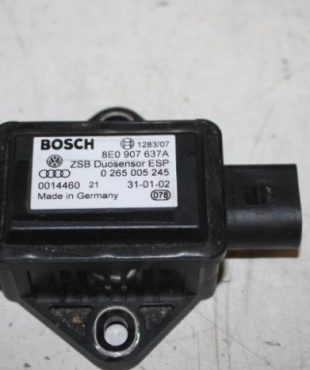 BOSCH 1283/07
8E0 907 637A
ZSB Duosensor ESP
0 265 005 245
0014460 21 31-01-02
Made in Germany 076